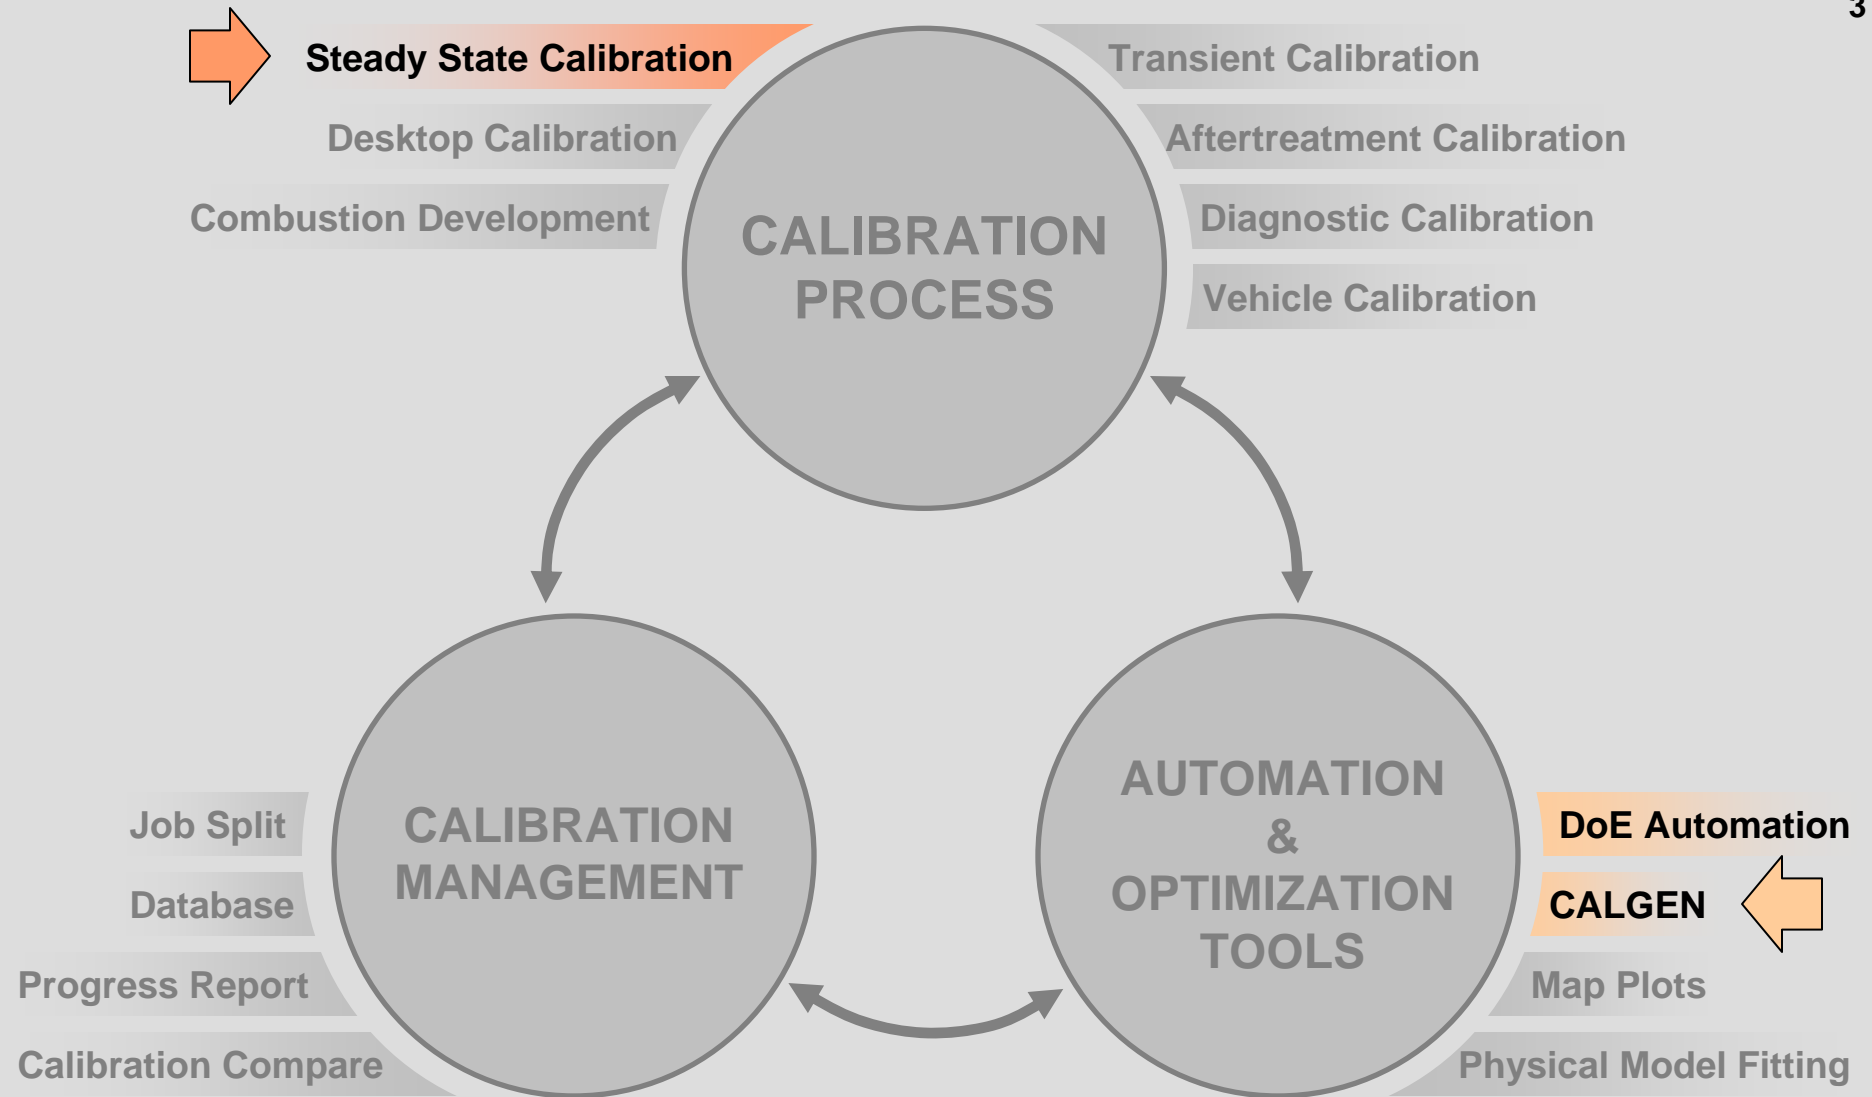 3
Steady State Calibration
Desktop Calibration
Combustion Development
CALIBRATION
PROCESS
Transient Calibration
Aftertreatment Calibration
Diagnostic Calibration
Vehicle Calibration
Job Split
Database
Progress Report
Calibration Compare
CALIBRATION
MANAGEMENT
AUTOMATION
&
OPTIMIZATION
TOOLS
DoE Automation
CALGEN
Map Plots
Physical Model Fitting